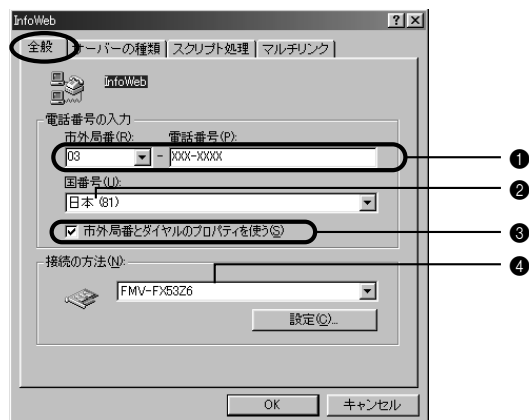 InfoWeb
全般 サーバーの種類 スクリプト処理 マルチリンク
InfoWeb
電話番号の入力
市外局番(R): 電話番号(P):
03 - XXX-XXXX
❶
国番号(U):
❷
日本 (81)
市外局番とダイヤルのプロパティを使う(S)
❸
接続の方法(N):
❹
FMV-FX53Z6
設定(C)...
OK キャンセル